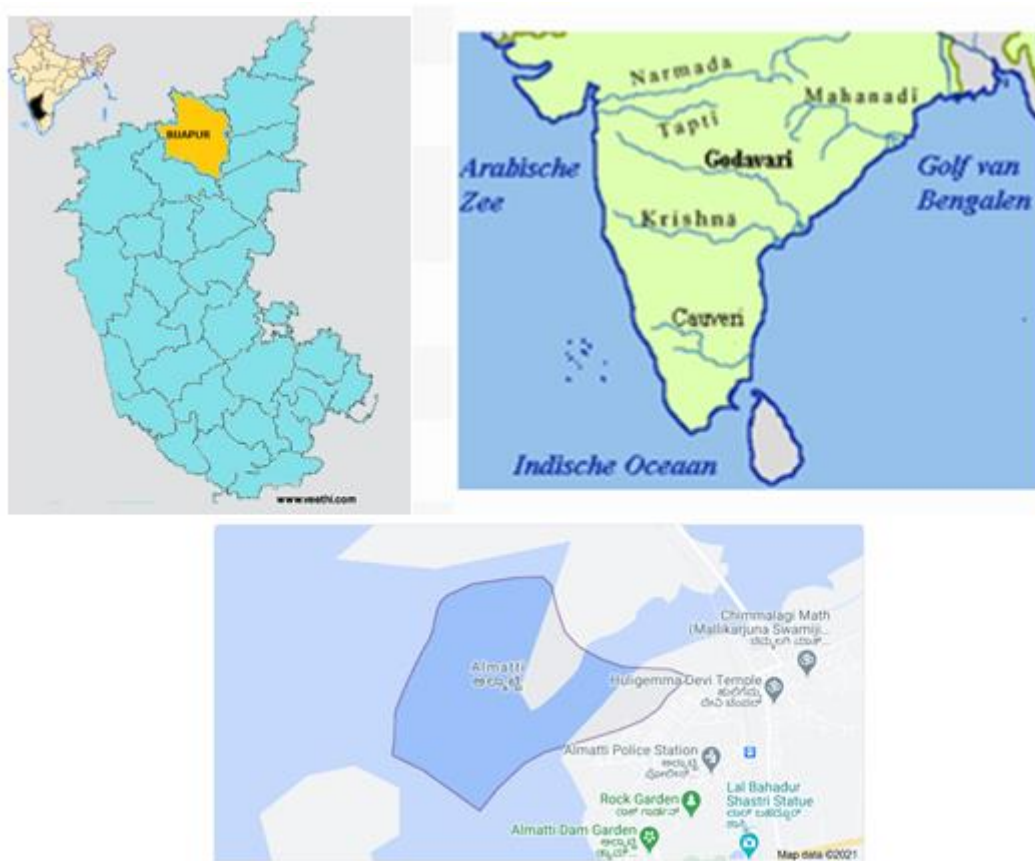 BIJAPUR
www.veethi.com
Narmada
Mahanadi
Tapti
Godavari
Arabische
Zee
Golf van
Bengalen
Krishna
Cauveri
Indische Oceaan
Chimmalagi Math
(Mallikarjuna Swamiji...
Almatti
Huligemma Devi Temple
Almatti Police Station
Lal Bahadur
Shastri Statue
Rock Garden
Almatti Dam Garden
Map data ©2021